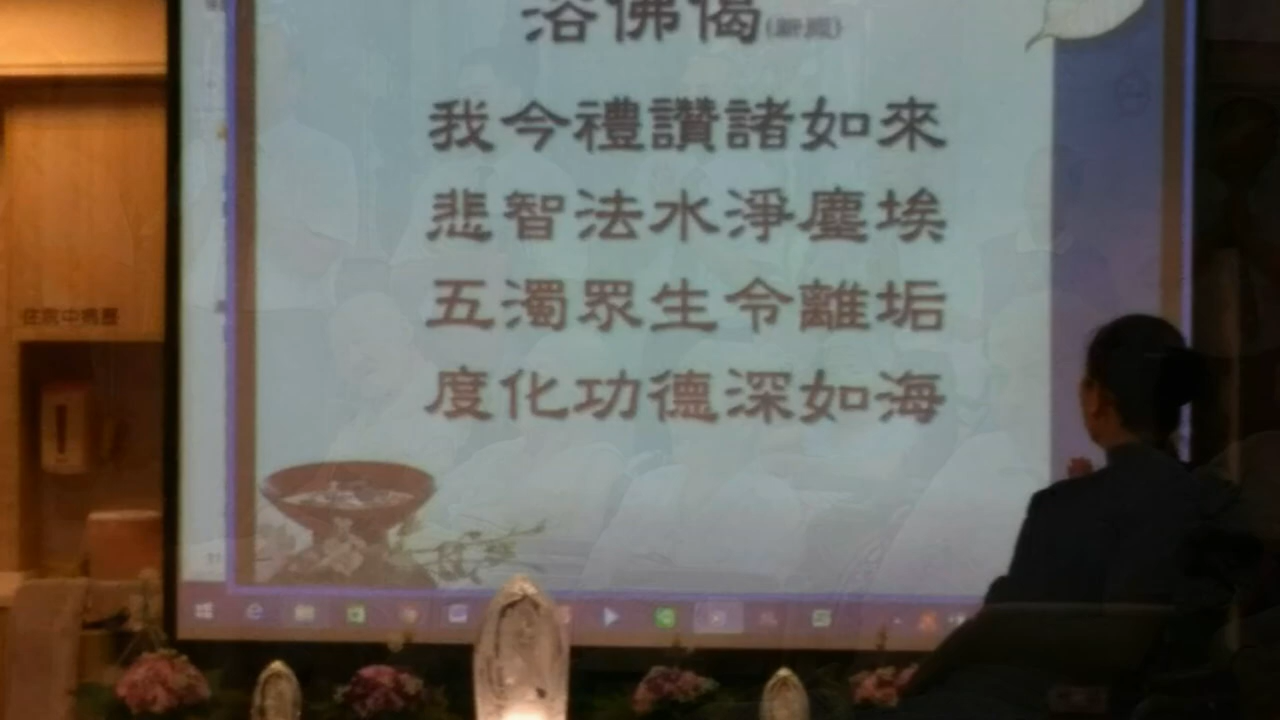 浴佛偈
我今禮讚諸如來
悲智法水淨塵埃
五濁眾生令離垢
度化功德深如海